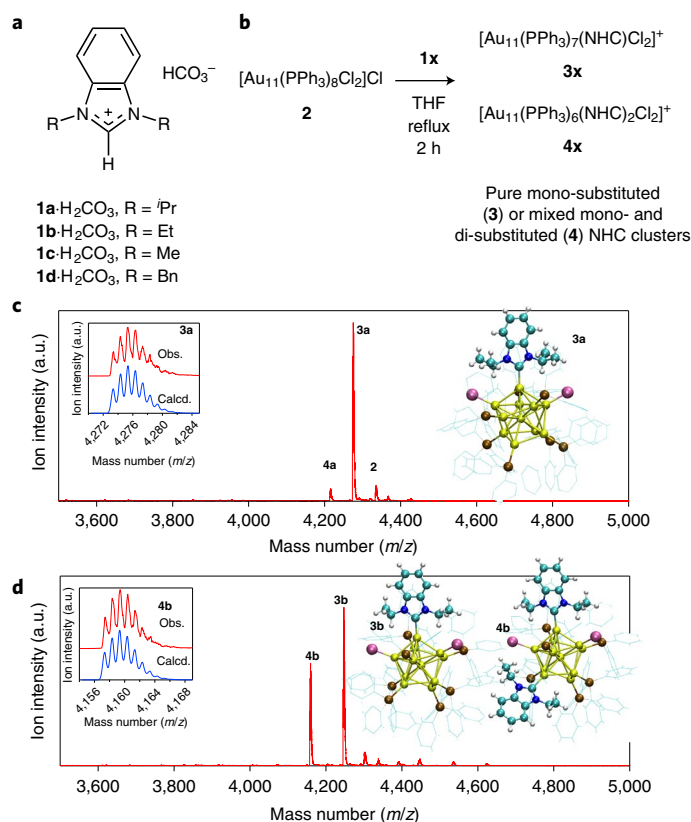 a
HCO3−
N
+
N
R
R
H
1a·H2CO3, R = iPr
1b·H2CO3, R = Et
1c·H2CO3, R = Me
1d·H2CO3, R = Bn
b
[Au11(PPh3)8Cl2]Cl
2
1x
THF
reflux
2 h
[Au11(PPh3)7(NHC)Cl2]+
3x
[Au11(PPh3)6(NHC)2Cl2]+
4x
Pure mono-substituted
(3) or mixed mono- and
di-substituted (4) NHC clusters
c
Ion intensity (a.u.)
Ion intensity (a.u.)
3a
Obs.
Calcd.
4,272
4,276
4,280
4,284
Mass number (m/z)
3a
4a
2
3a
3,600
3,800
4,000
4,200
4,400
4,600
4,800
5,000
Mass number (m/z)
d
Ion intensity (a.u.)
Ion intensity (a.u.)
4b
Obs.
Calcd.
4,156
4,160
4,164
4,168
Mass number (m/z)
4b
3b
3b
4b
3,600
3,800
4,000
4,200
4,400
4,600
4,800
5,000
Mass number (m/z)